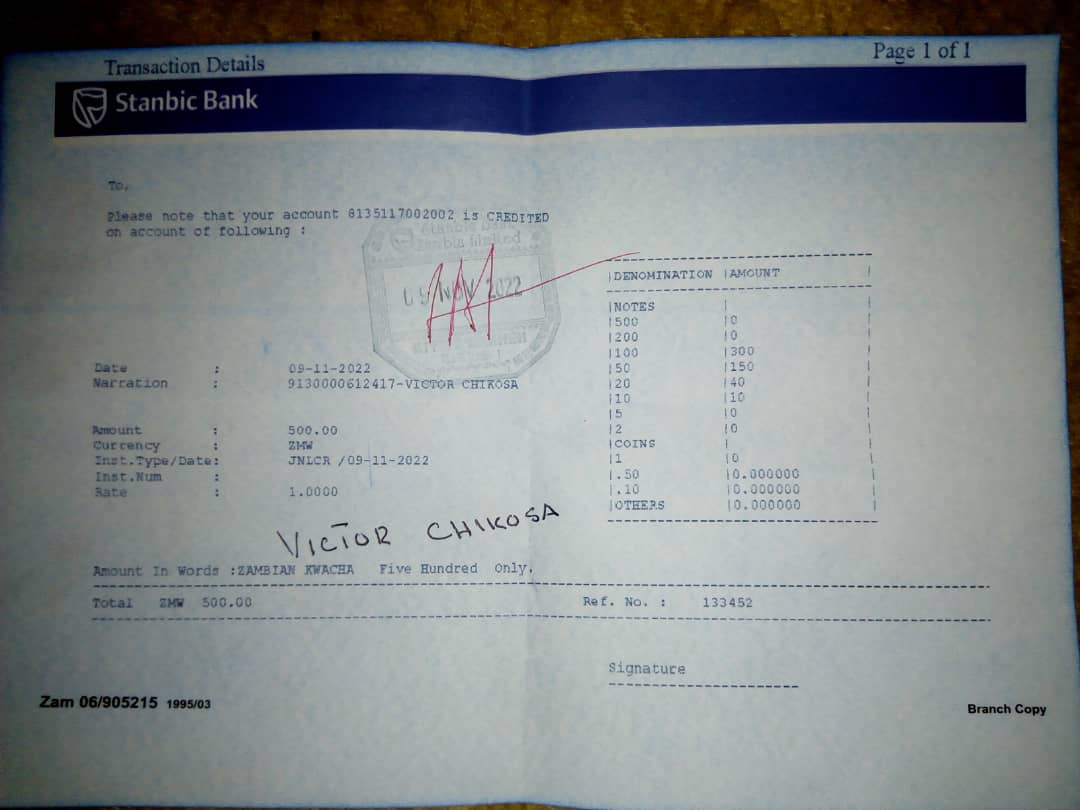 Transaction Details
Page 1 of 1
Stanbic Bank
To,
Please note that your account 8135117002002 is CREDITED
on account of following :
Stanbic Bank
Zambia Limited
09 NOV 2022
Date : 09-11-2022
Narration : 9130000612417-VICTOR CHIKOSA
Amount : 500.00
Currency : ZMW
Inst.Type/Date: JNLCR /09-11-2022
Inst.Num :
Rate : 1.0000
|DENOMINATION |AMOUNT |
|NOTES | |
|500 |0 |
|200 |0 |
|100 |300 |
|50 |150 |
|20 |40 |
|10 |10 |
|5 |0 |
|2 |0 |
|COINS | |
|1 |0 |
|.50 |0.000000 |
|.10 |0.000000 |
|OTHERS |0.000000 |
VICTOR CHIKOSA
Amount In Words :ZAMBIAN KWACHA Five Hundred Only.
Total ZMW 500.00 Ref. No. : 133452
Signature
Zam 06/905215 1995/03
Branch Copy